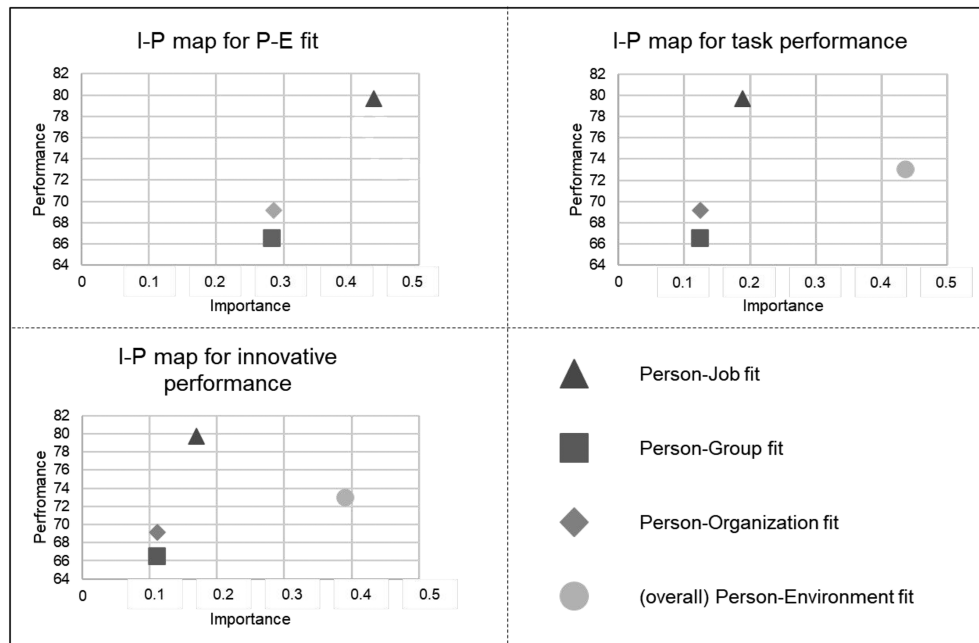 I-P map for P-E fit
82
80
78
76
74
72
70
68
66
64
0 0.1 0.2 0.3 0.4 0.5
Performance
Importance
I-P map for task performance
82
80
78
76
74
72
70
68
66
64
0 0.1 0.2 0.3 0.4 0.5
Performance
Importance
I-P map for innovative
performance
82
80
78
76
74
72
70
68
66
64
0 0.1 0.2 0.3 0.4 0.5
Perfromance
Importance
Person-Job fit
Person-Group fit
Person-Organization fit
(overall) Person-Environment fit